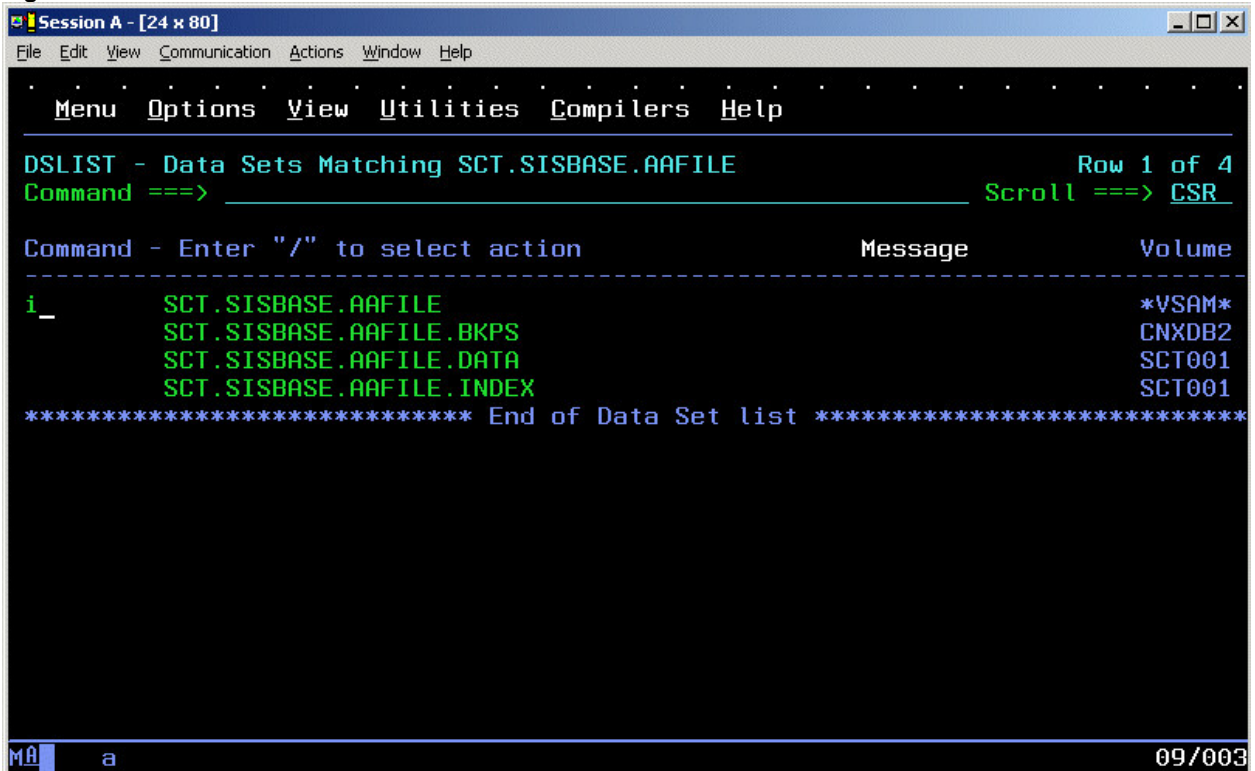 Session A - [24 x 80]
File Edit View Communication Actions Window Help
. . . . . . . . . . . . . . . . . . . . . . . . . . .
Menu Options View Utilities Compilers Help
DSLIST - Data Sets Matching SCT.SISBASE.AAFILE Row 1 of 4
Command ===> Scroll ===> CSR
Command - Enter "/" to select action Message Volume
-------------------------------------------------------------------------------
i_ SCT.SISBASE.AAFILE *VSAM*
SCT.SISBASE.AAFILE.BKPS CNXDB2
SCT.SISBASE.AAFILE.DATA SCT001
SCT.SISBASE.AAFILE.INDEX SCT001
***************************** End of Data Set list ****************************
MA a 09/003